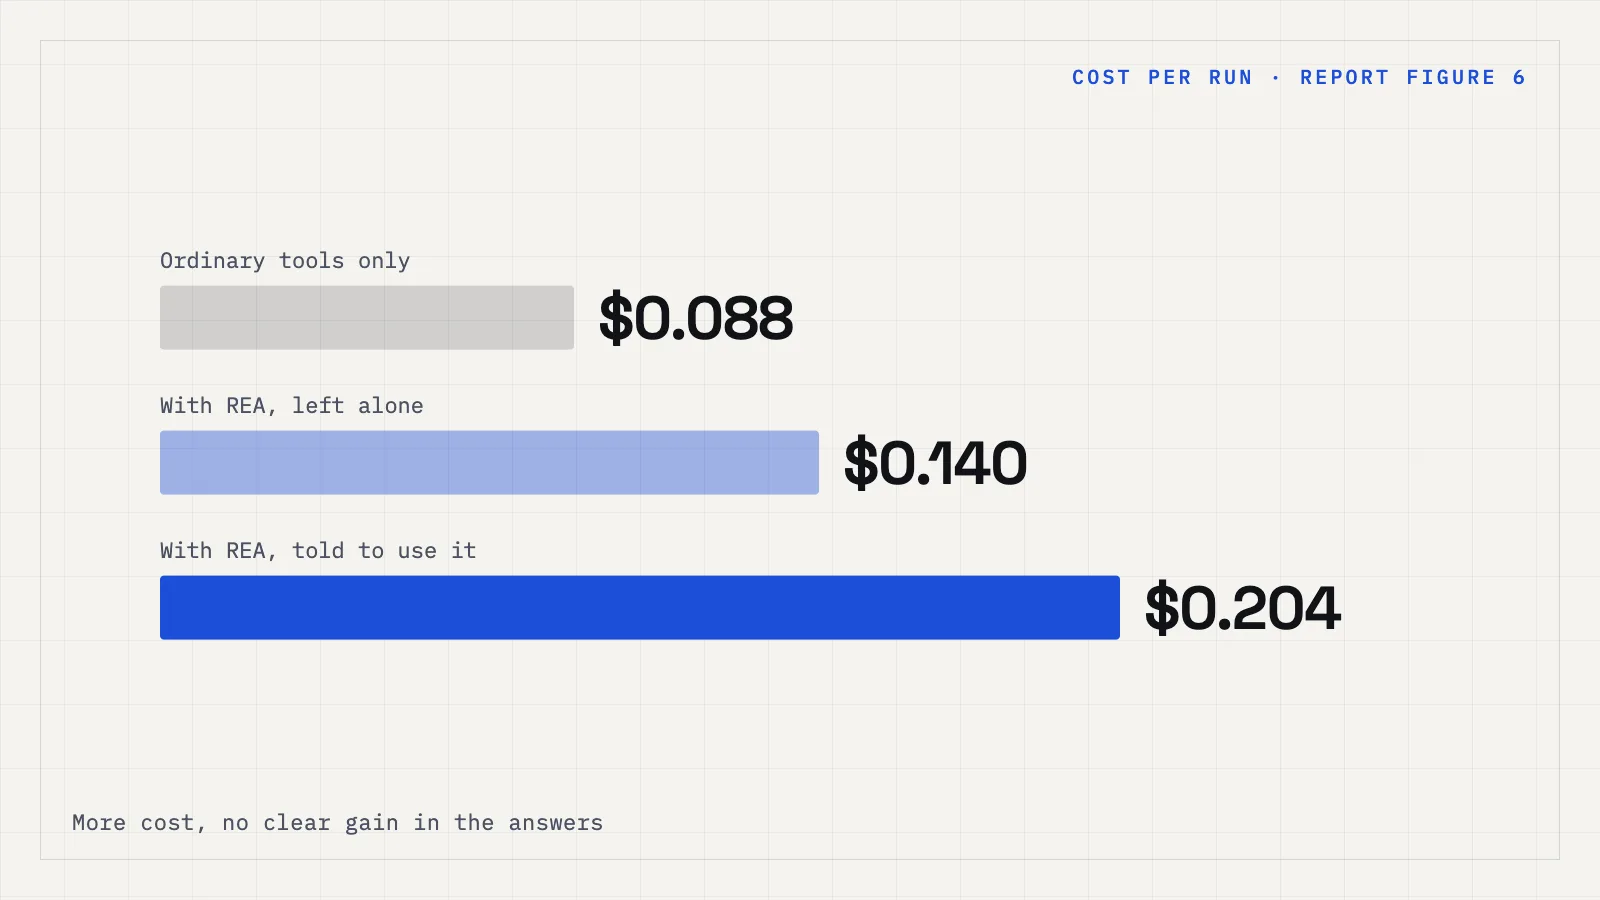 COST PER RUN · REPORT FIGURE 6
Ordinary tools only
$0.088
With REA, left alone
$0.140
With REA, told to use it
$0.204
More cost, no clear gain in the answers